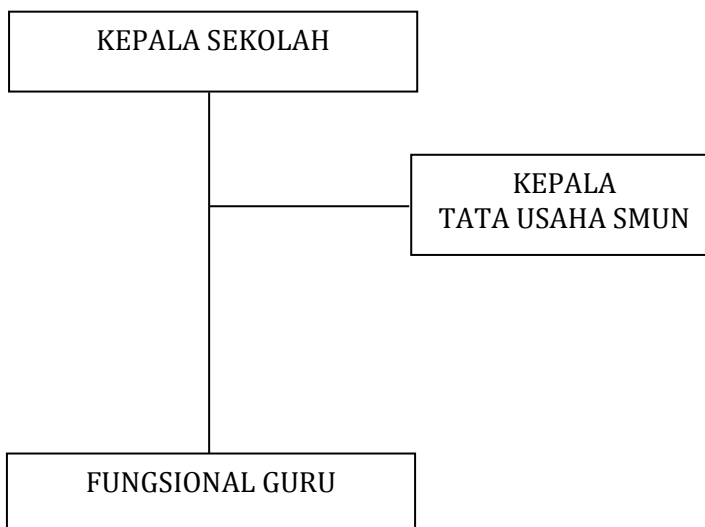 KEPALA SEKOLAH
KEPALA
TATA USAHA SMUN
FUNGSIONAL GURU